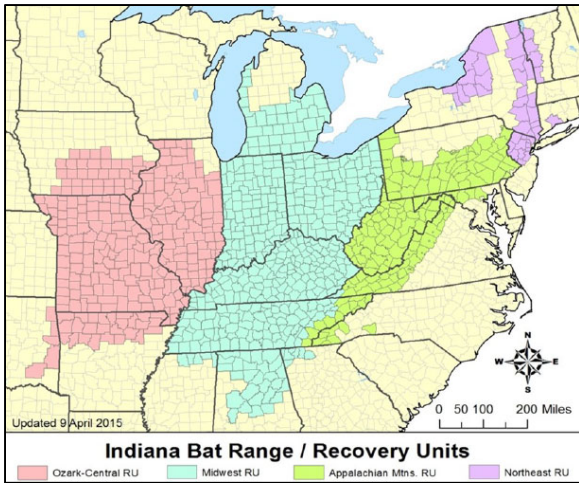 N
W E
S
Updated 9 April 2015
0 50 100 200 Miles
Indiana Bat Range / Recovery Units
Ozark-Central RU Midwest RU Appalachian Mtns. RU Northeast RU